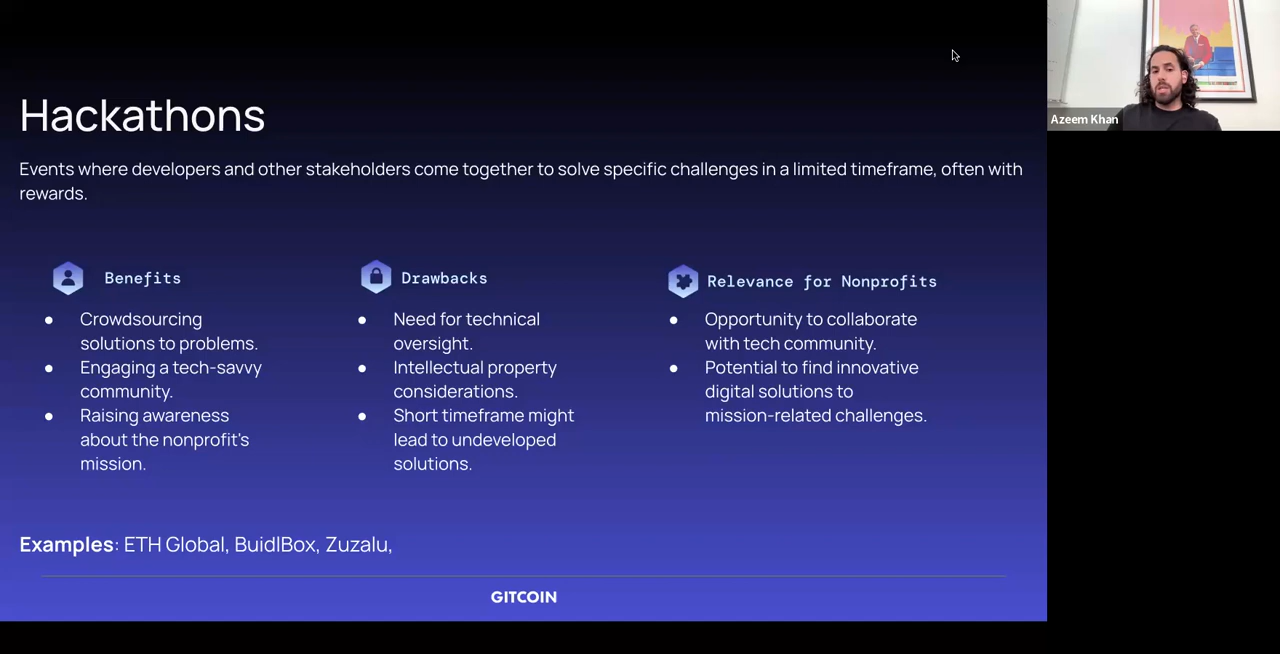 Hackathons
Events where developers and other stakeholders come together to solve specific challenges in a limited timeframe, often with
rewards.
Benefits
● Crowdsourcing
solutions to problems.
● Engaging a tech-savvy
community.
● Raising awareness
about the nonprofit's
mission.
Drawbacks
● Need for technical
oversight.
● Intellectual property
considerations.
● Short timeframe might
lead to undeveloped
solutions.
Relevance for Nonprofits
● Opportunity to collaborate
with tech community.
● Potential to find innovative
digital solutions to
mission-related challenges.
Examples: ETH Global, BuidlBox, Zuzalu,
GITCOIN
Azeem Khan